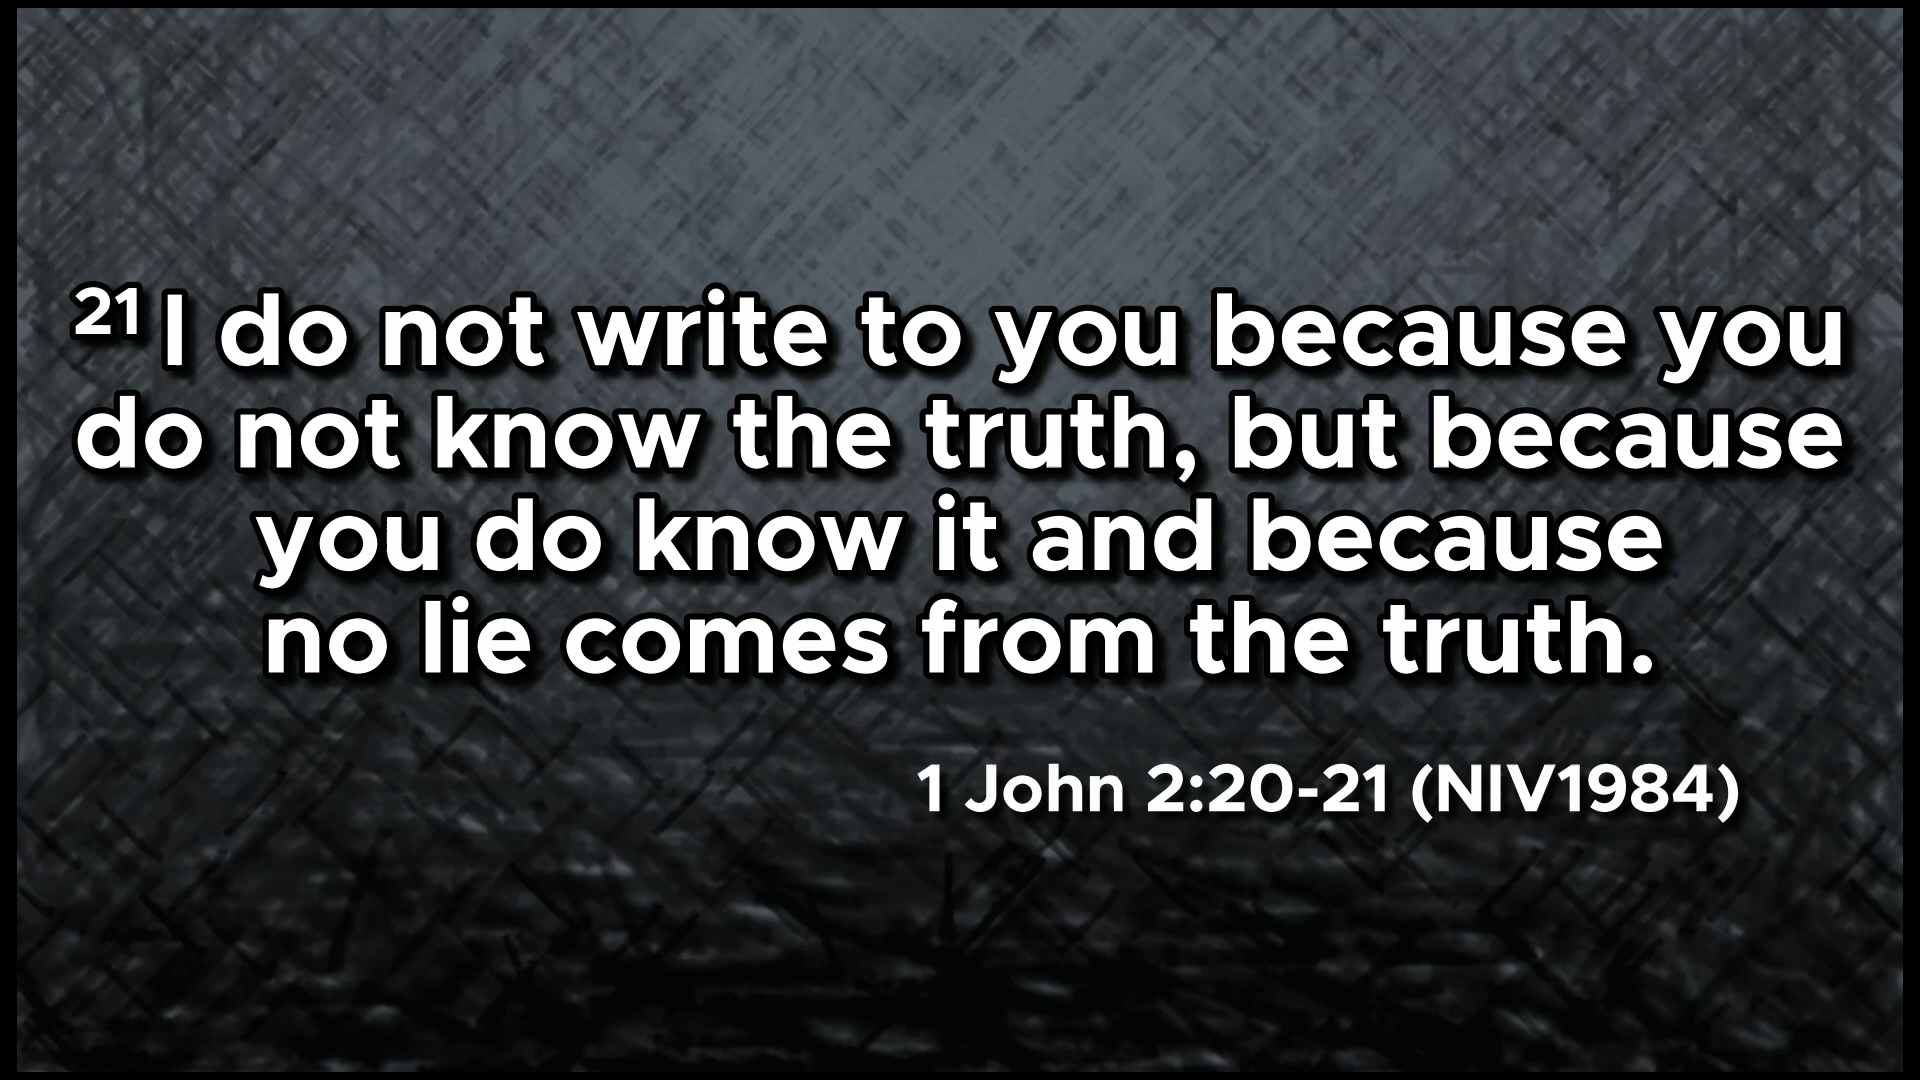 21 I do not write to you because you
do not know the truth, but because
you do know it and because
no lie comes from the truth.
1 John 2:20-21 (NIV1984)